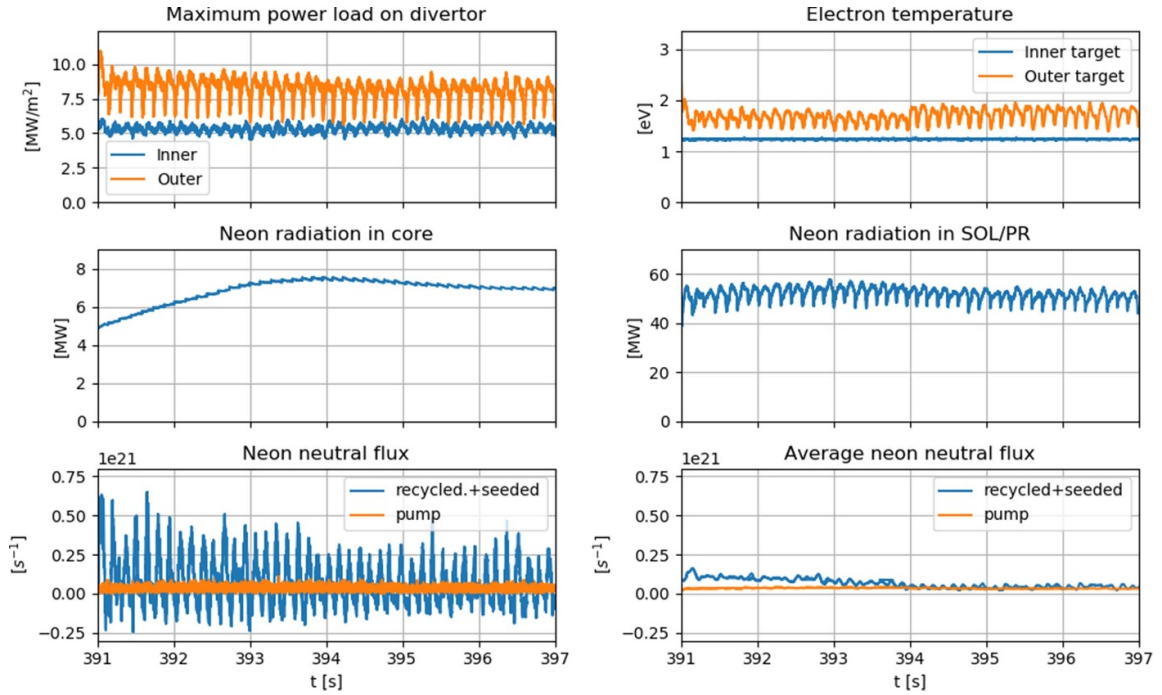 Maximum power load on divertor
10.0
7.5
5.0
2.5
0.0
[MW/m²]
Inner
Outer
Electron temperature
3
2
1
0
[eV]
Inner target
Outer target
Neon radiation in core
8
6
4
2
0
[MW]
Neon radiation in SOL/PR
60
40
20
0
[MW]
Neon neutral flux
1e21
0.75
0.50
0.25
0.00
−0.25
[s⁻¹]
recycled.+seeded
pump
391 392 393 394 395 396 397
t [s]
Average neon neutral flux
1e21
0.75
0.50
0.25
0.00
−0.25
[s⁻¹]
recycled+seeded
pump
391 392 393 394 395 396 397
t [s]